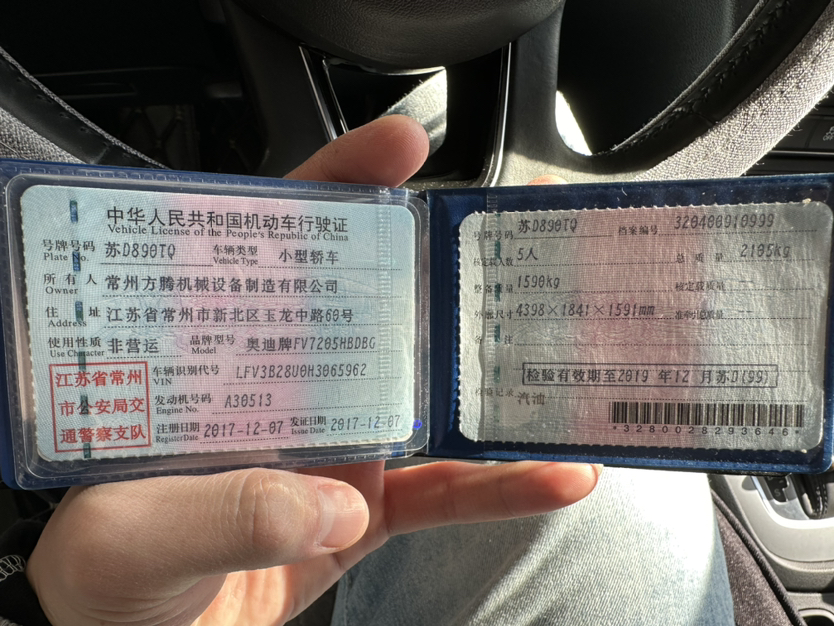 中华人民共和国机动车行驶证
Vehicle License of the People's Republic of China
号牌号码 苏D890TQ 车辆类型 小型轿车
Plate No. Vehicle Type
所有人 常州方腾机械设备制造有限公司
Owner
住址 江苏省常州市新北区玉龙中路60号
Address
使用性质 非营运 品牌型号 奥迪牌FV7205HBDBG
Use Character Model
江苏省常州
市公安局交
通警察支队
车辆识别代号 LFV3B28U0H3065962
VIN
发动机号码 A30513
Engine No.
注册日期 2017-12-07 发证日期 2017-12-07
Register Date Issue Date
号牌号码 苏D890TQ 档案编号 320400910999
核定载人数 5人 总质量 2185kg
整备质量 1590kg 核定载质量
外廓尺寸 4398×1841×1591mm 准牵引总质量
备注
检验有效期至2019 年12 月苏D(99)
检验记录
汽油
*3280028293646*